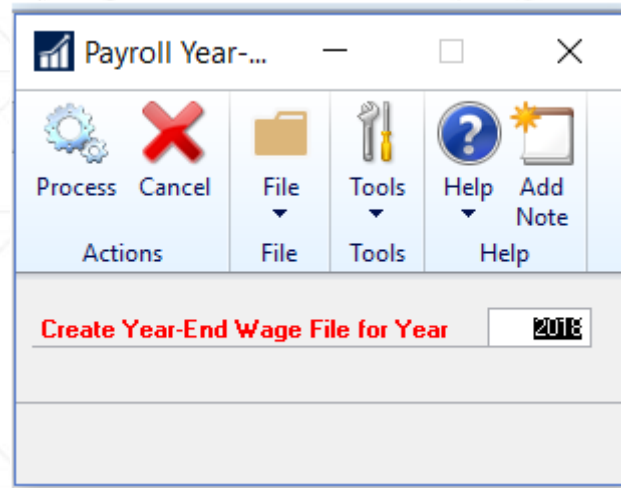 Payroll Year-...
Process Cancel File Tools Help Add Note
Actions File Tools Help
Create Year-End Wage File for Year 2018